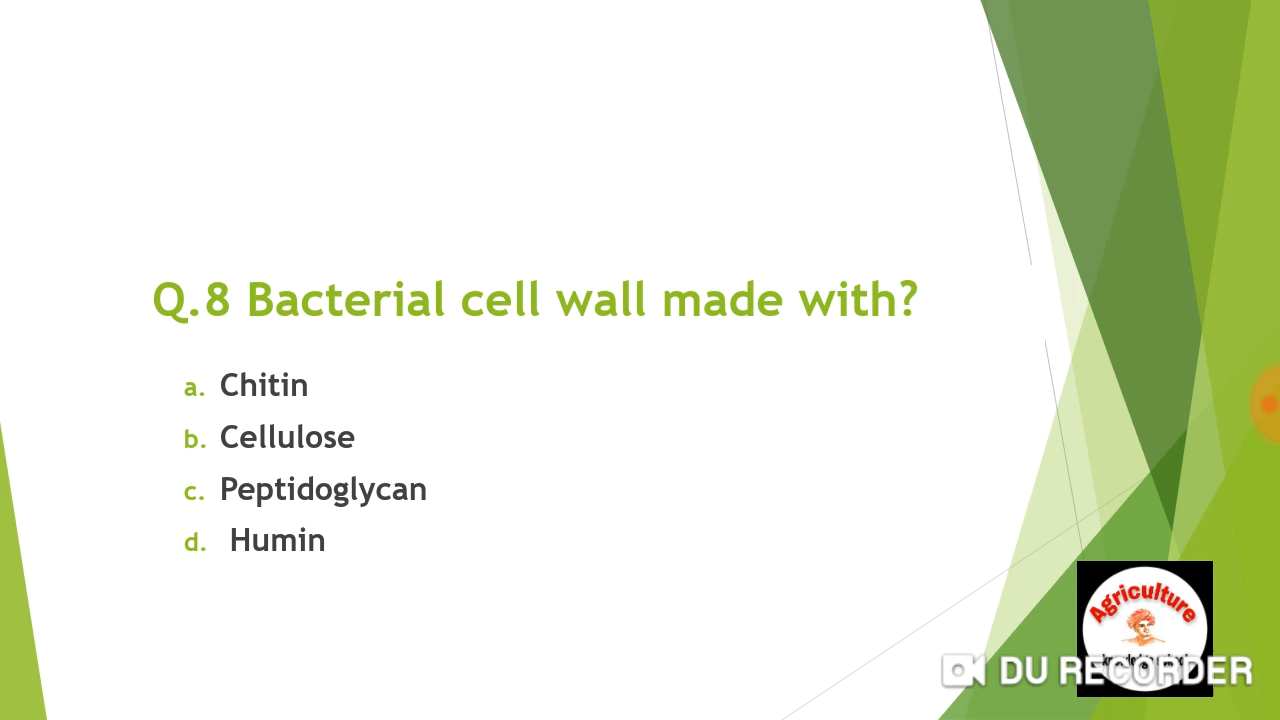 Q.8 Bacterial cell wall made with?
a. Chitin
b. Cellulose
c. Peptidoglycan
d. Humin
Agriculture
DU RECORDER